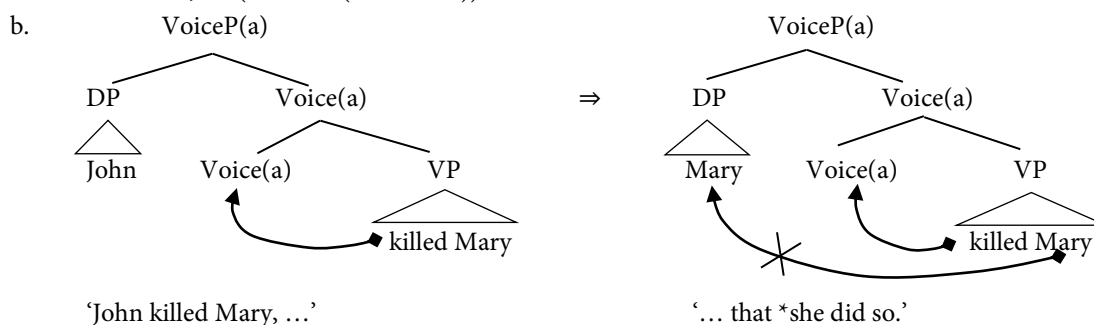 b. VoiceP(a) VoiceP(a)
DP Voice(a) ⇒ DP Voice(a)
John Voice(a) VP Mary Voice(a) VP
killed Mary killed Mary
‘John killed Mary, …’ ‘… that *she did so.’